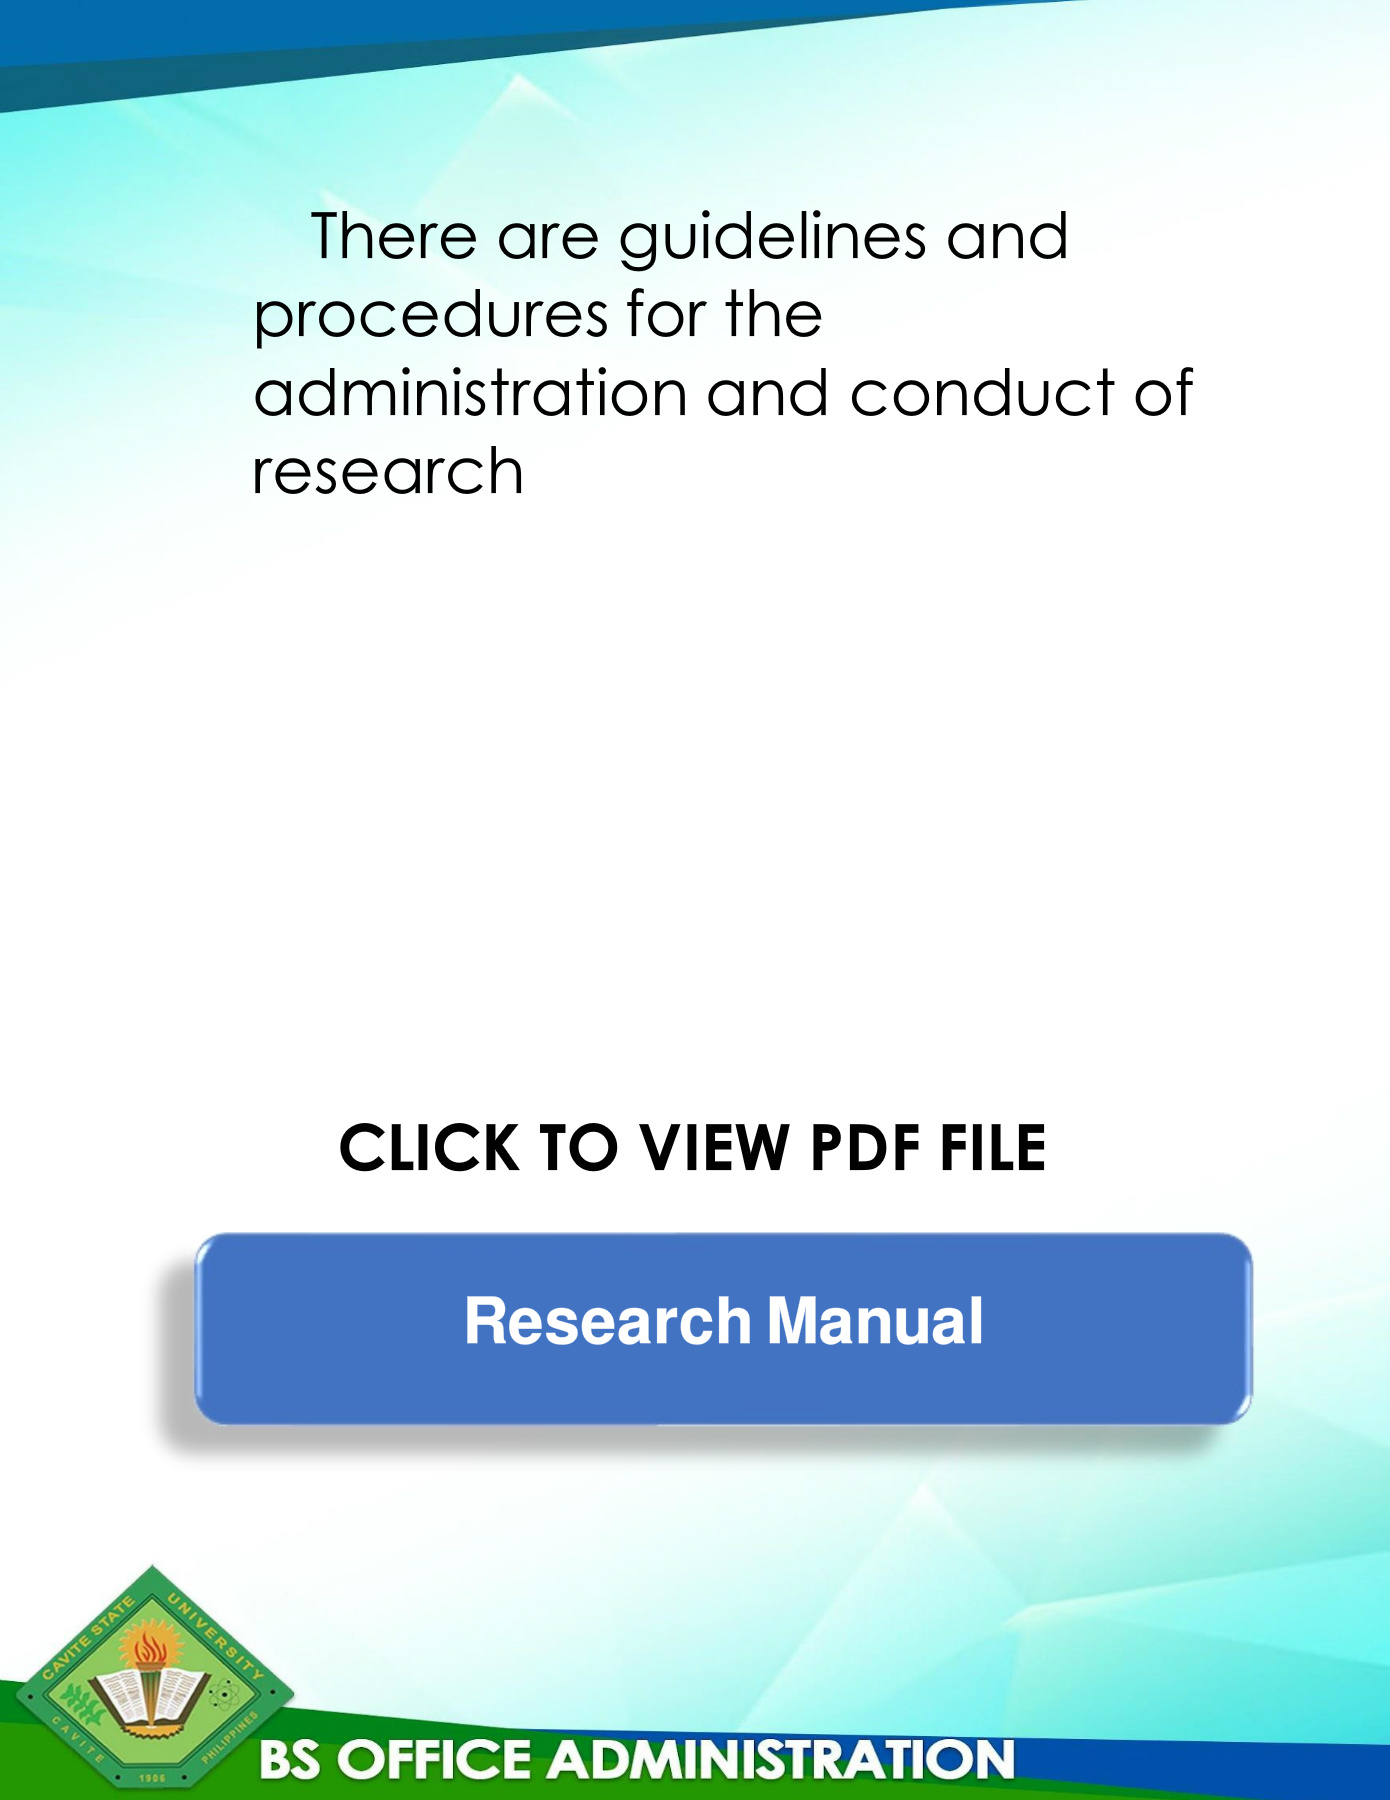 There are guidelines and
procedures for the
administration and conduct of
research
CLICK TO VIEW PDF FILE
Research Manual
CAVITE STATE UNIVERSITY
CAVITE PHILIPPINES
1906
BS OFFICE ADMINISTRATION